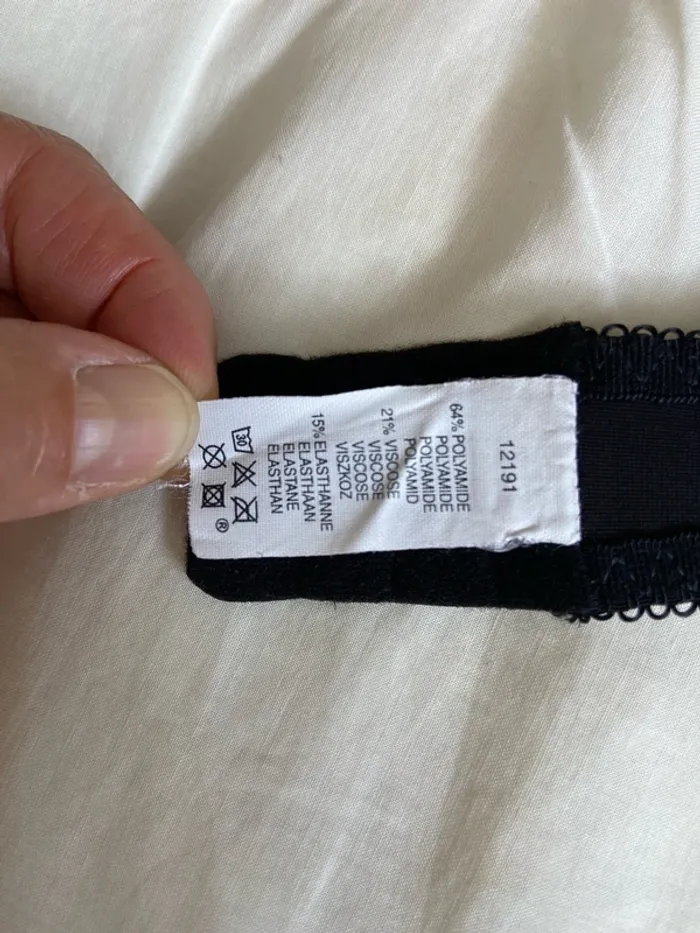 12191
64% POLYAMIDE
POLYAMIDE
POLYAMIDE
POLYAMID
21% VISCOSE
VISCOSE
VISCOSE
VISZKOZ
15% ELASTHANNE
ELASTHAAN
ELASTANE
ELASTHAN
30
®